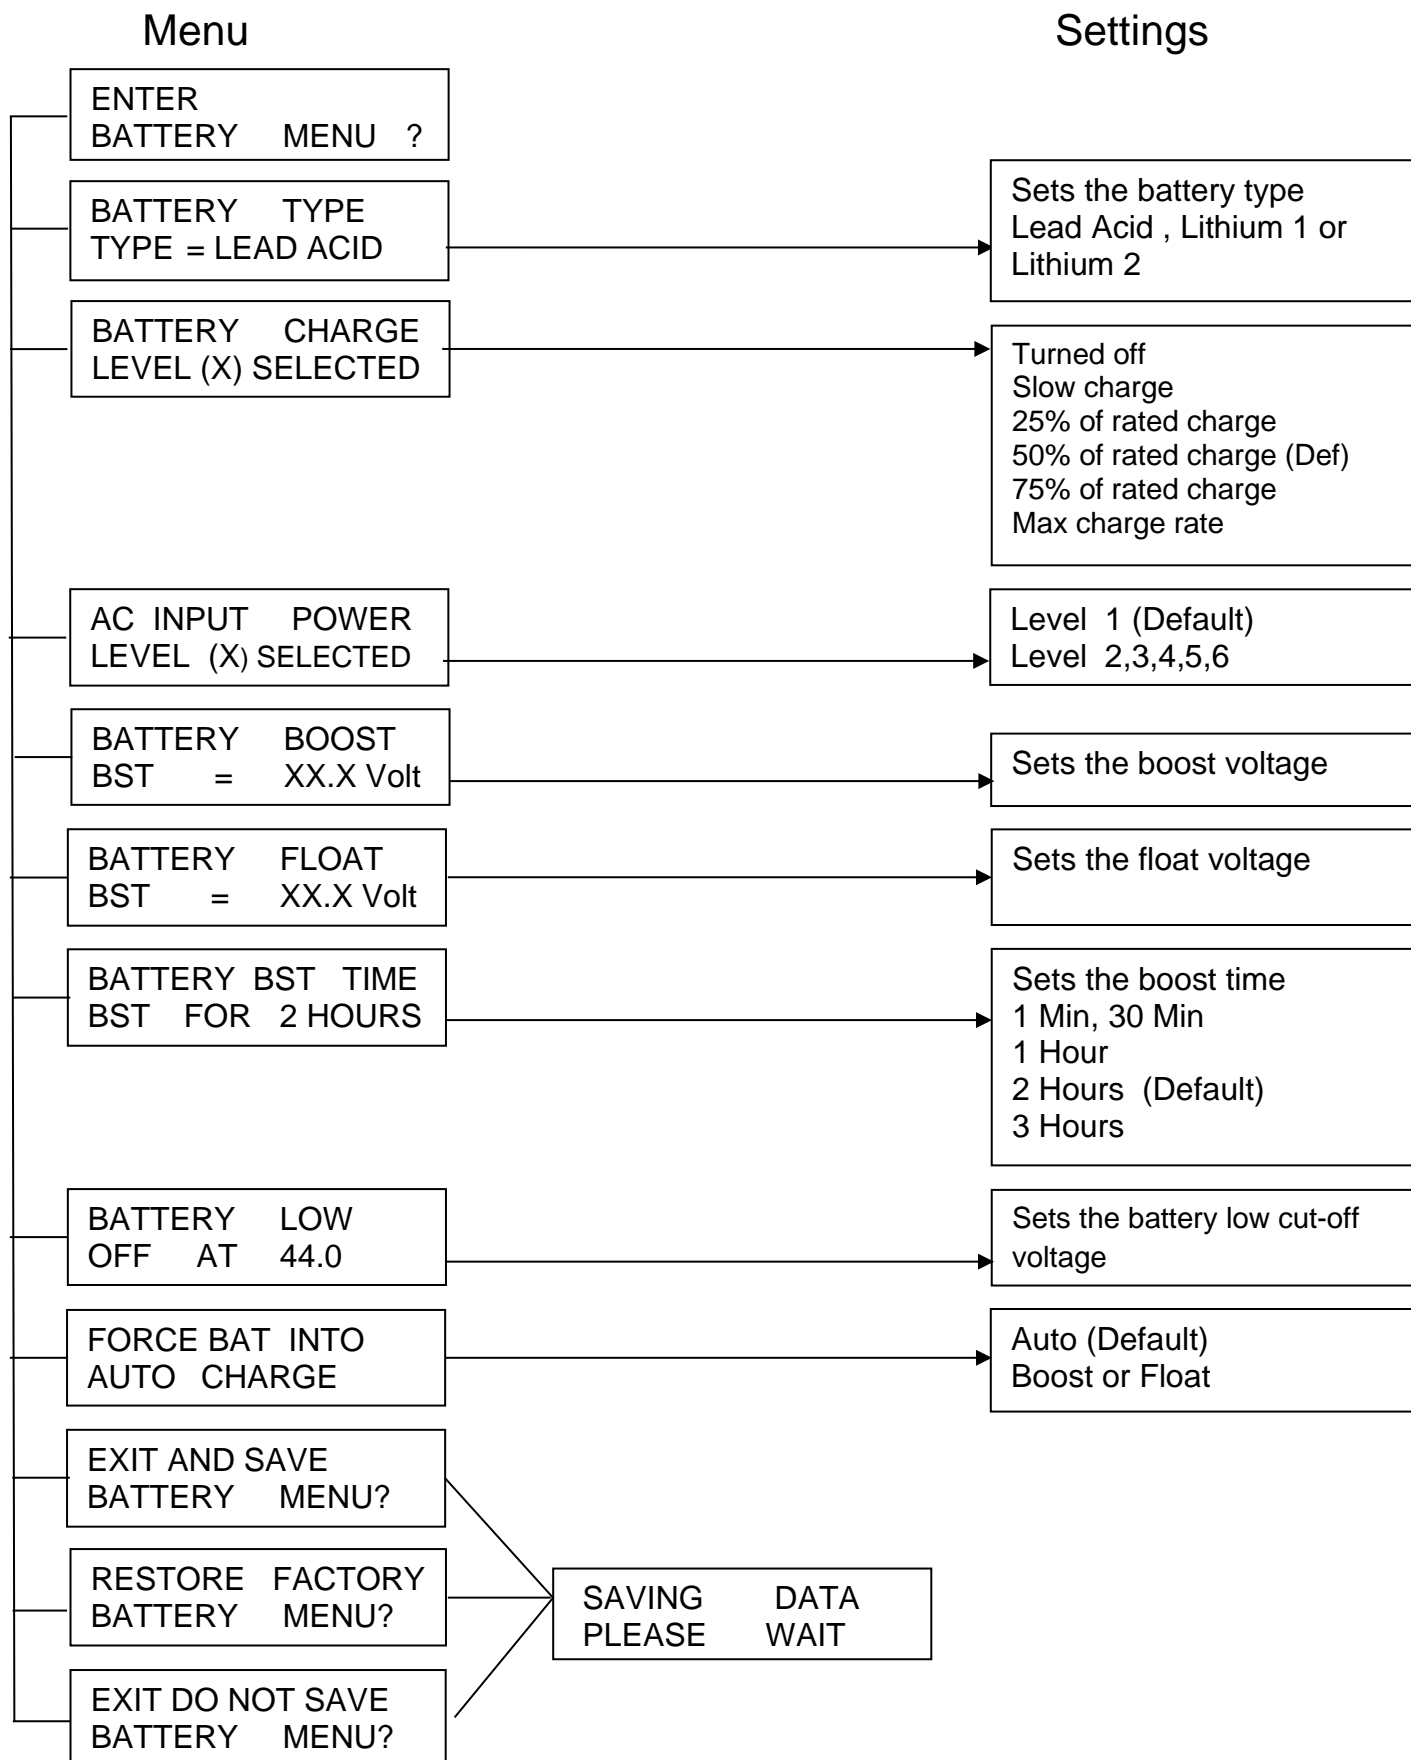 Menu
Settings
ENTER
BATTERY MENU ?
BATTERY TYPE
TYPE = LEAD ACID
Sets the battery type
Lead Acid , Lithium 1 or
Lithium 2
BATTERY CHARGE
LEVEL (X) SELECTED
Turned off
Slow charge
25% of rated charge
50% of rated charge (Def)
75% of rated charge
Max charge rate
AC INPUT POWER
LEVEL (X) SELECTED
Level 1 (Default)
Level 2,3,4,5,6
BATTERY BOOST
BST = XX.X Volt
Sets the boost voltage
BATTERY FLOAT
BST = XX.X Volt
Sets the float voltage
BATTERY BST TIME
BST FOR 2 HOURS
Sets the boost time
1 Min, 30 Min
1 Hour
2 Hours (Default)
3 Hours
BATTERY LOW
OFF AT 44.0
Sets the battery low cut-off
voltage
FORCE BAT INTO
AUTO CHARGE
Auto (Default)
Boost or Float
EXIT AND SAVE
BATTERY MENU?
RESTORE FACTORY
BATTERY MENU?
SAVING DATA
PLEASE WAIT
EXIT DO NOT SAVE
BATTERY MENU?